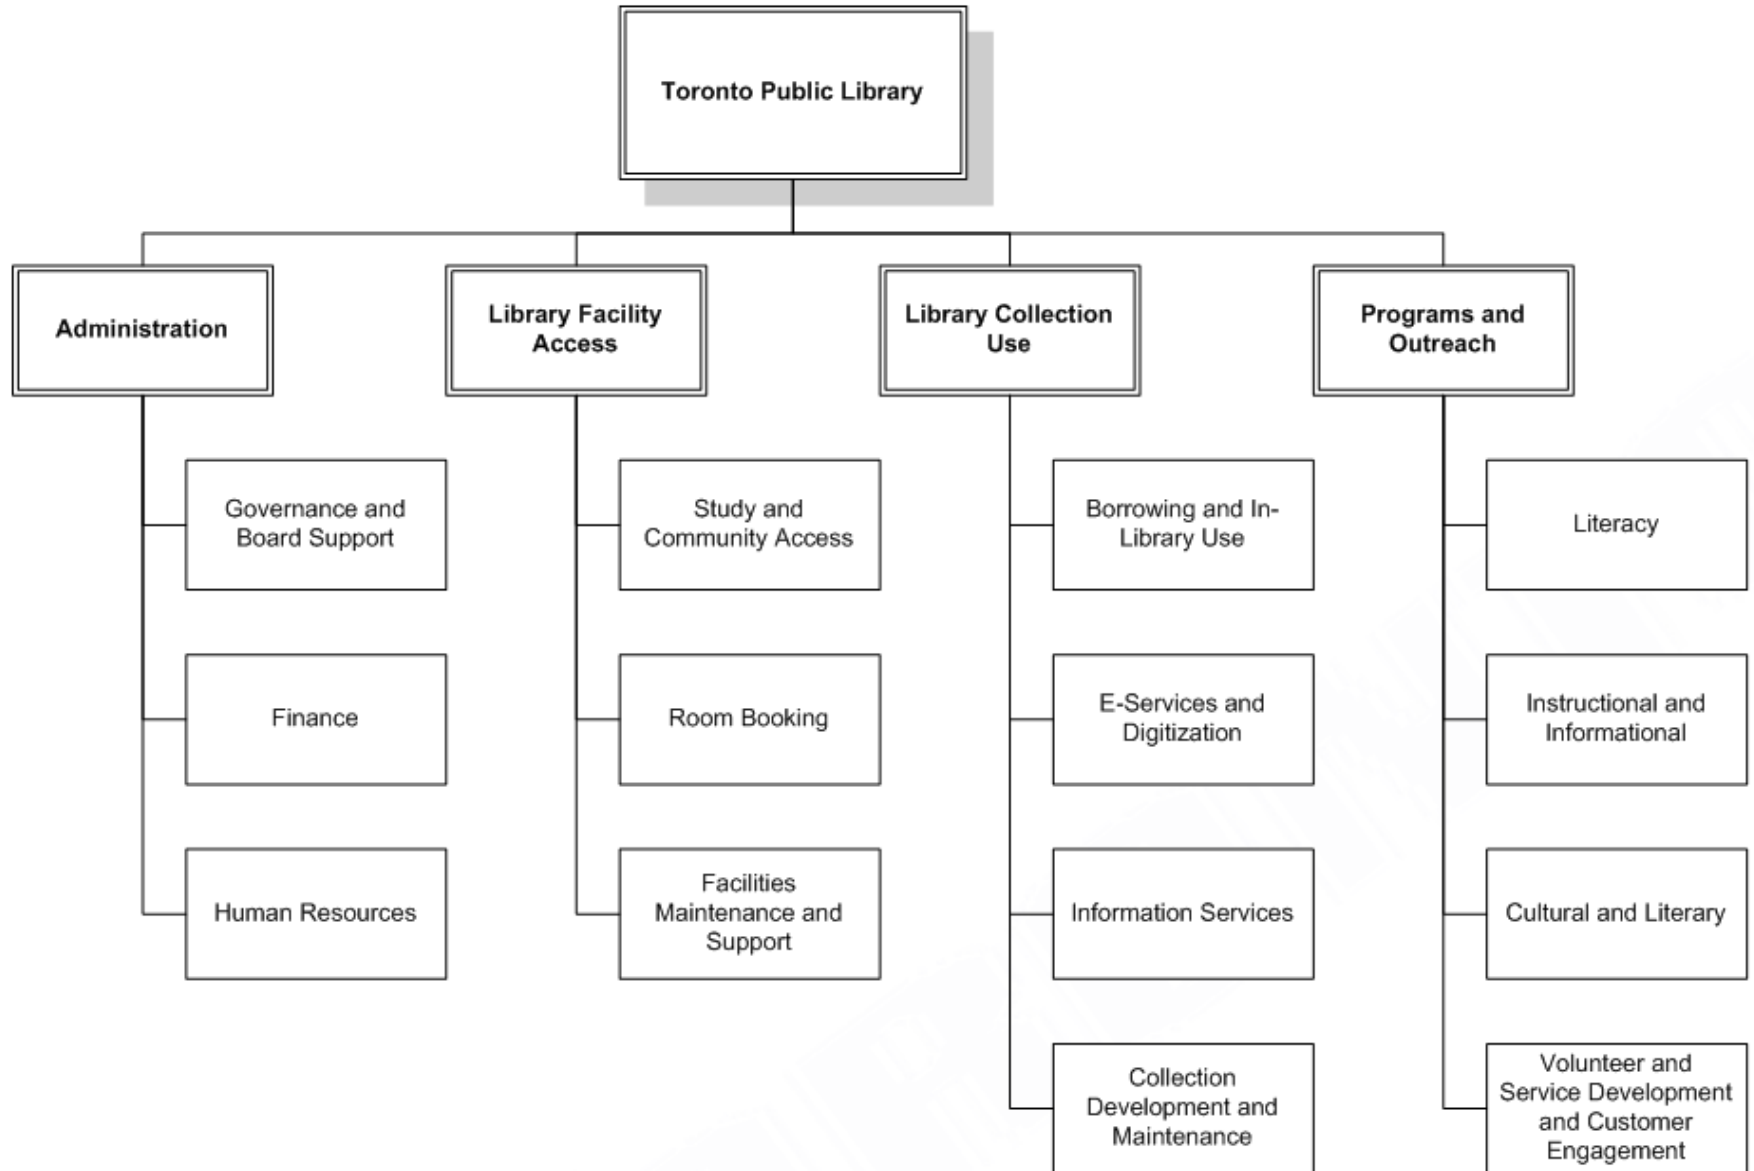 Toronto Public Library
Administration
Library Facility
Access
Library Collection
Use
Programs and
Outreach
Governance and
Board Support
Study and
Community Access
Borrowing and In-
Library Use
Literacy
Finance
Room Booking
E-Services and
Digitization
Instructional and
Informational
Human Resources
Facilities
Maintenance and
Support
Information Services
Cultural and Literary
Collection
Development and
Maintenance
Volunteer and
Service Development
and Customer
Engagement